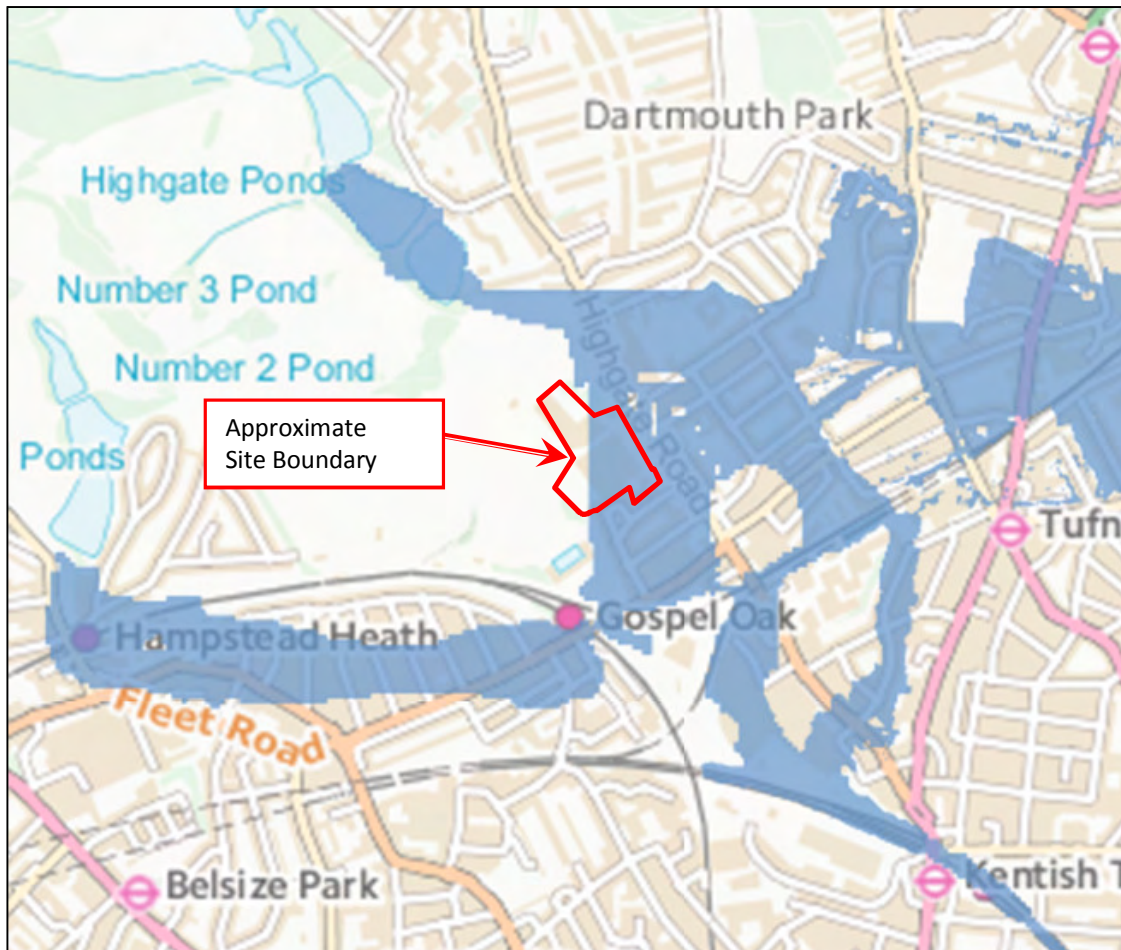 Dartmouth Park
Highgate Ponds
Number 3 Pond
Highgate Road
Number 2 Pond
Approximate
Site Boundary
Ponds
Tufn
Gospel Oak
Hampstead Heath
Fleet Road
Belsize Park
Kentish T